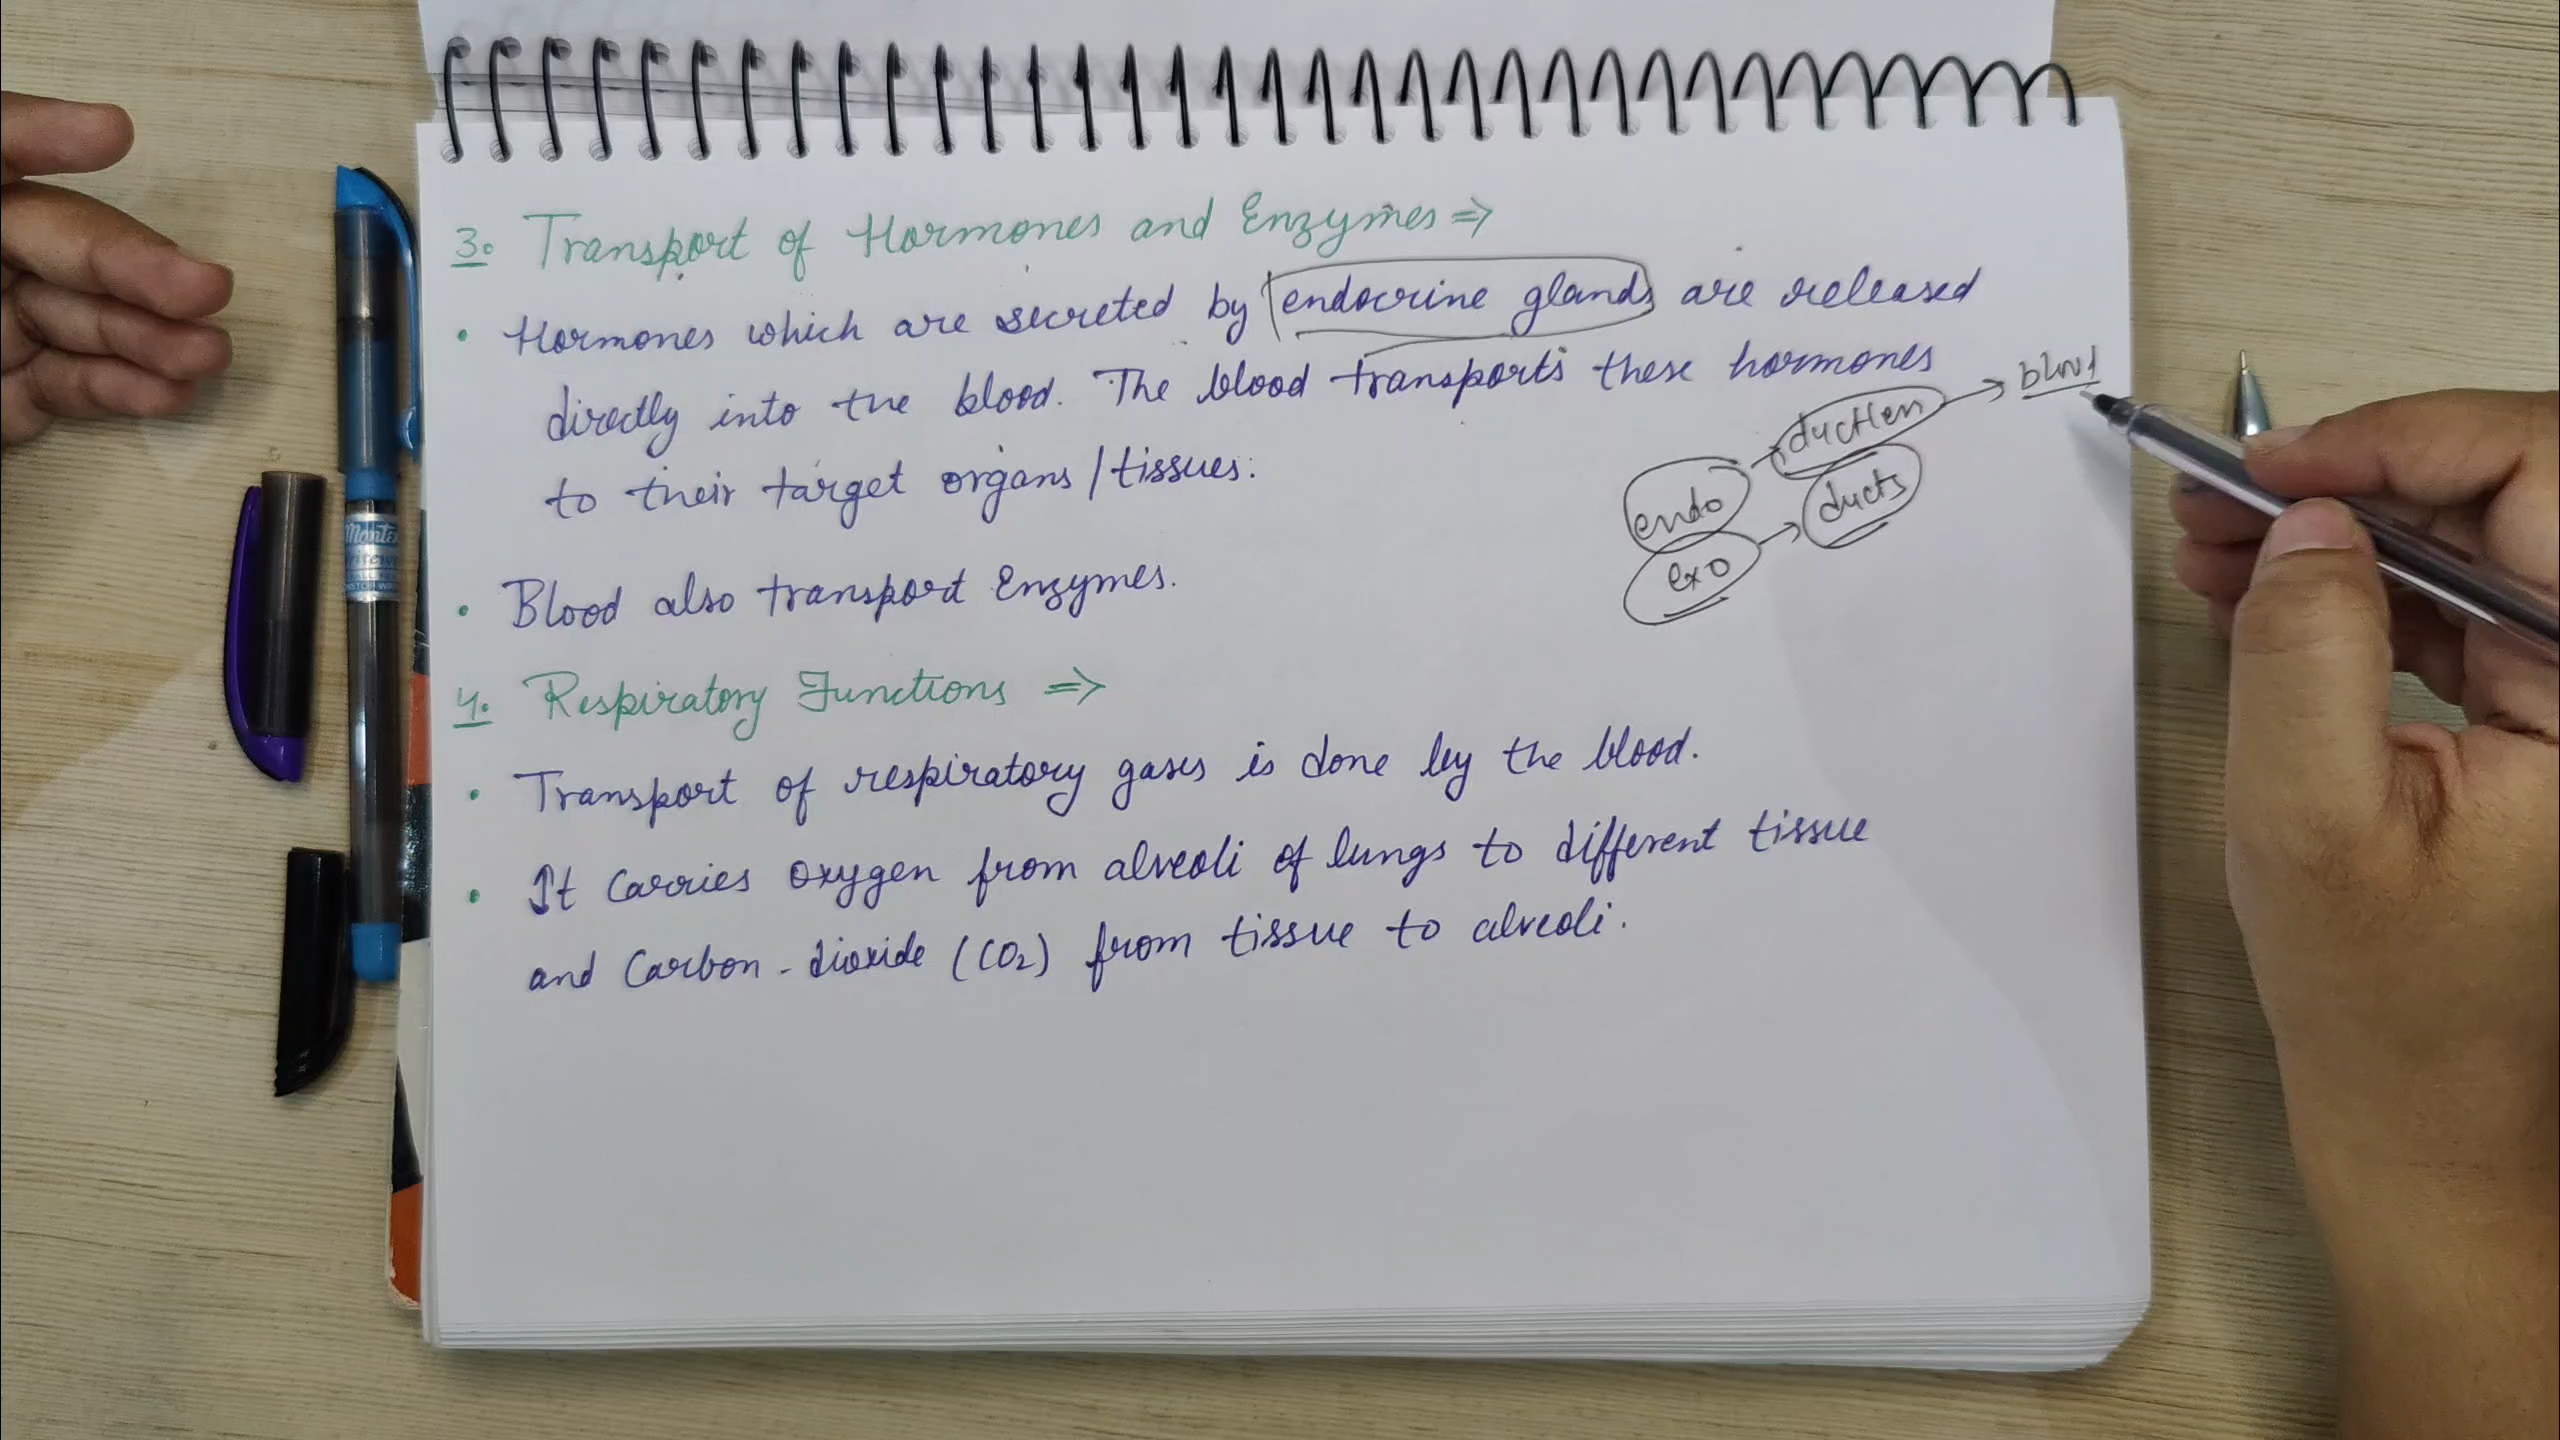 3. Transport of Hormones and Enzymes ⇒
• Hormones which are secreted by endocrine glands are released
directly into the blood. The blood transports these hormones
to their target organs/tissues.
• Blood also transport Enzymes.
endo → ductlen → blood
exo → ducts
4. Respiratory Functions ⇒
• Transport of respiratory gases is done by the blood.
• It carries oxygen from alveoli of lungs to different tissue
and Carbon-dioxide (CO₂) from tissue to alveoli.
Montex